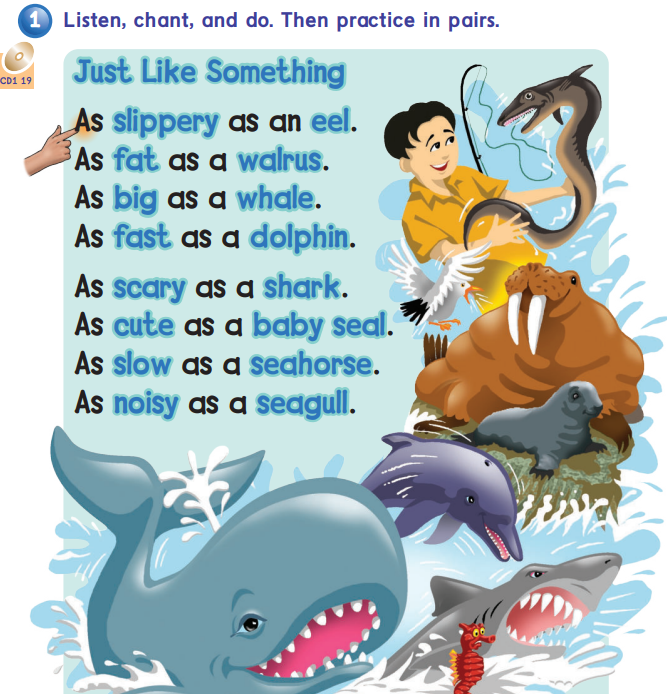 1 Listen, chant, and do. Then practice in pairs.
CD1 19
Just Like Something
As slippery as an eel.
As fat as a walrus.
As big as a whale.
As fast as a dolphin.
As scary as a shark.
As cute as a baby seal.
As slow as a seahorse.
As noisy as a seagull.